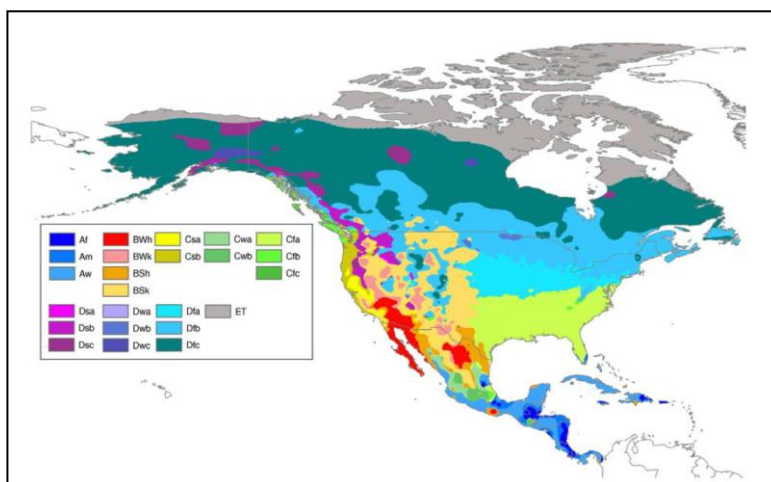 Af BWh Csa Cwa Cfa
Am BWk Csb Cwb Cfb
Aw BSh Cfc
BSk
Dsa Dwa Dfa ET
Dsb Dwb Dfb
Dsc Dwc Dfc